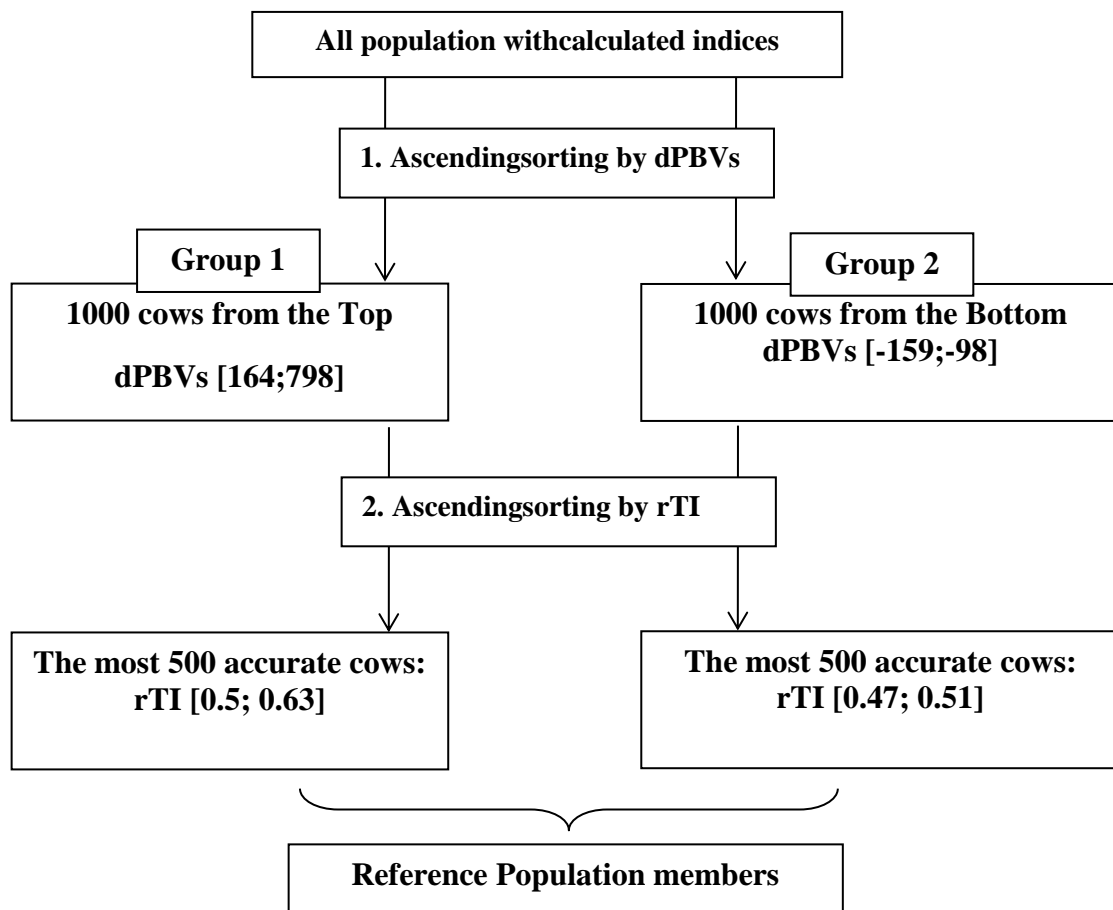 All population withcalculated indices
1. Ascendingsorting by dPBVs
Group 1
1000 cows from the Top
dPBVs [164;798]
Group 2
1000 cows from the Bottom
dPBVs [-159;-98]
2. Ascendingsorting by rTI
The most 500 accurate cows:
rTI [0.5; 0.63]
The most 500 accurate cows:
rTI [0.47; 0.51]
Reference Population members